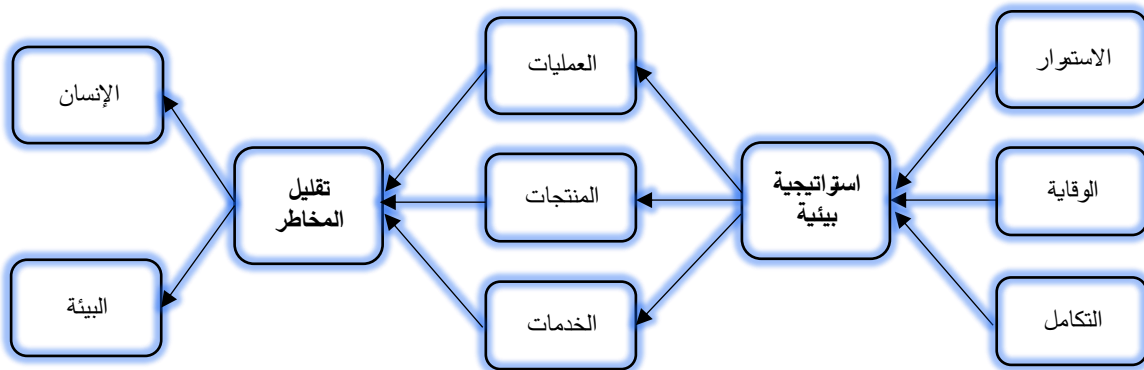 الاستمرار
الوقاية
التكامل
استراتيجية
بيئية
العمليات
المنتجات
الخدمات
تقليل
المخاطر
الإنسان
البيئة